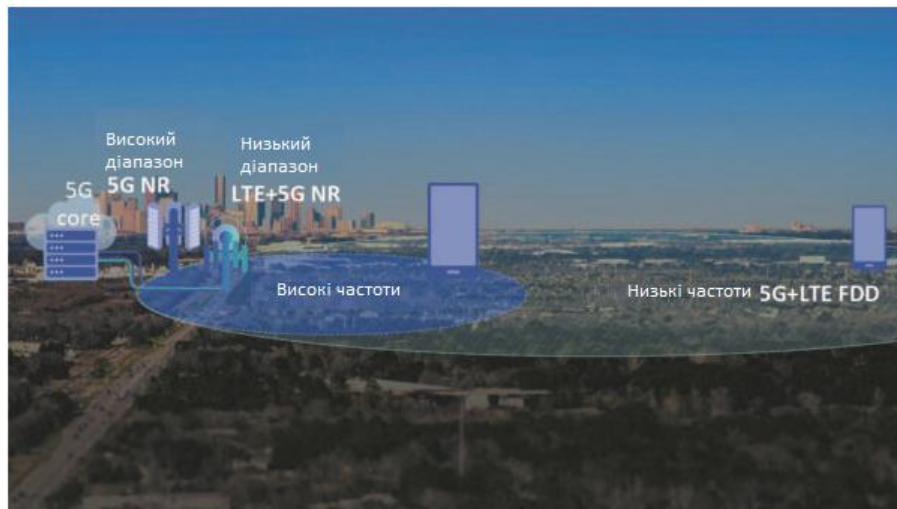 Високий
діапазон
5G NR
Низький
діапазон
LTE+5G NR
5G
core
Високі частоти
Низькі частоти 5G+LTE FDD